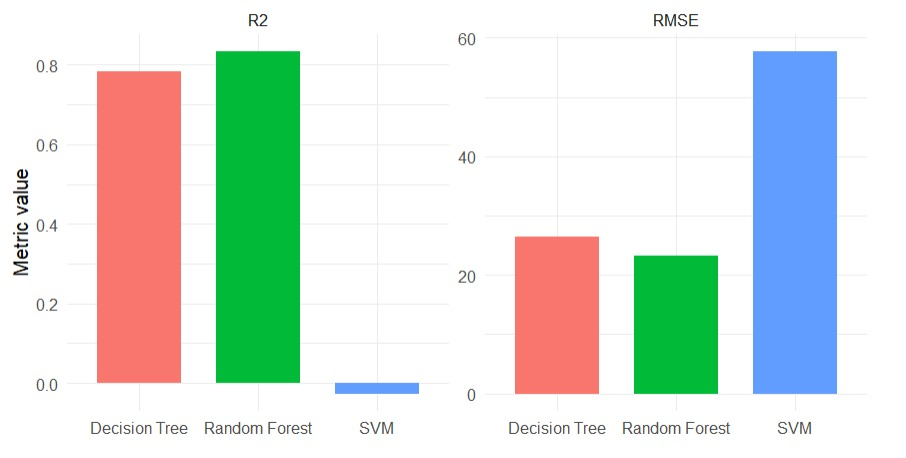 R2
RMSE
Metric value
0.8
0.6
0.4
0.2
0.0
60
40
20
0
Decision Tree Random Forest SVM
Decision Tree Random Forest SVM